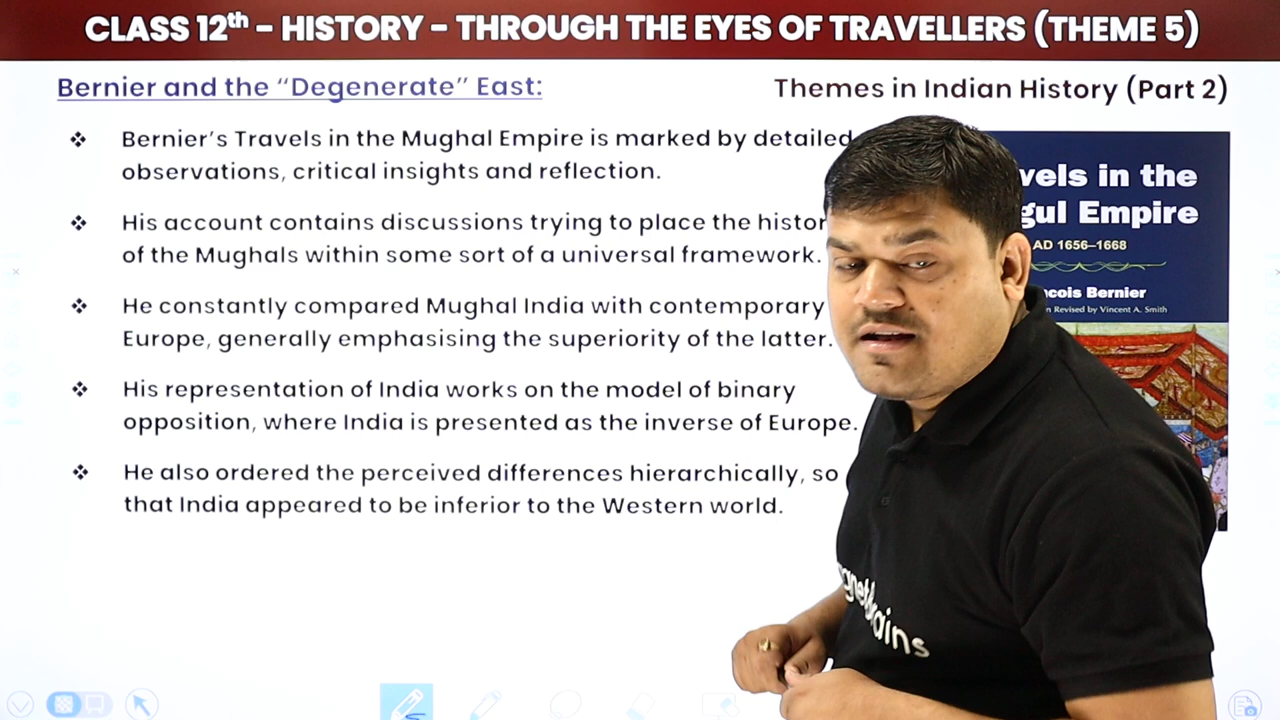 CLASS 12th – HISTORY – THROUGH THE EYES OF TRAVELLERS (THEME 5)
Bernier and the “Degenerate” East:
Themes in Indian History (Part 2)
❖ Bernier’s Travels in the Mughal Empire is marked by detailed
observations, critical insights and reflection.
❖ His account contains discussions trying to place the
of the Mughals within some sort of a universal framework.
❖ He constantly compared Mughal India with contemporary
Europe, generally emphasising the superiority of the latter.
❖ His representation of India works on the model of binary
opposition, where India is presented as the inverse of Europe.
❖ He also ordered the perceived differences hierarchically, so
that India appeared to be inferior to the Western world.
in the
Empire
AD 1656–1668
Bernier
Revised by Vincent A. Smith